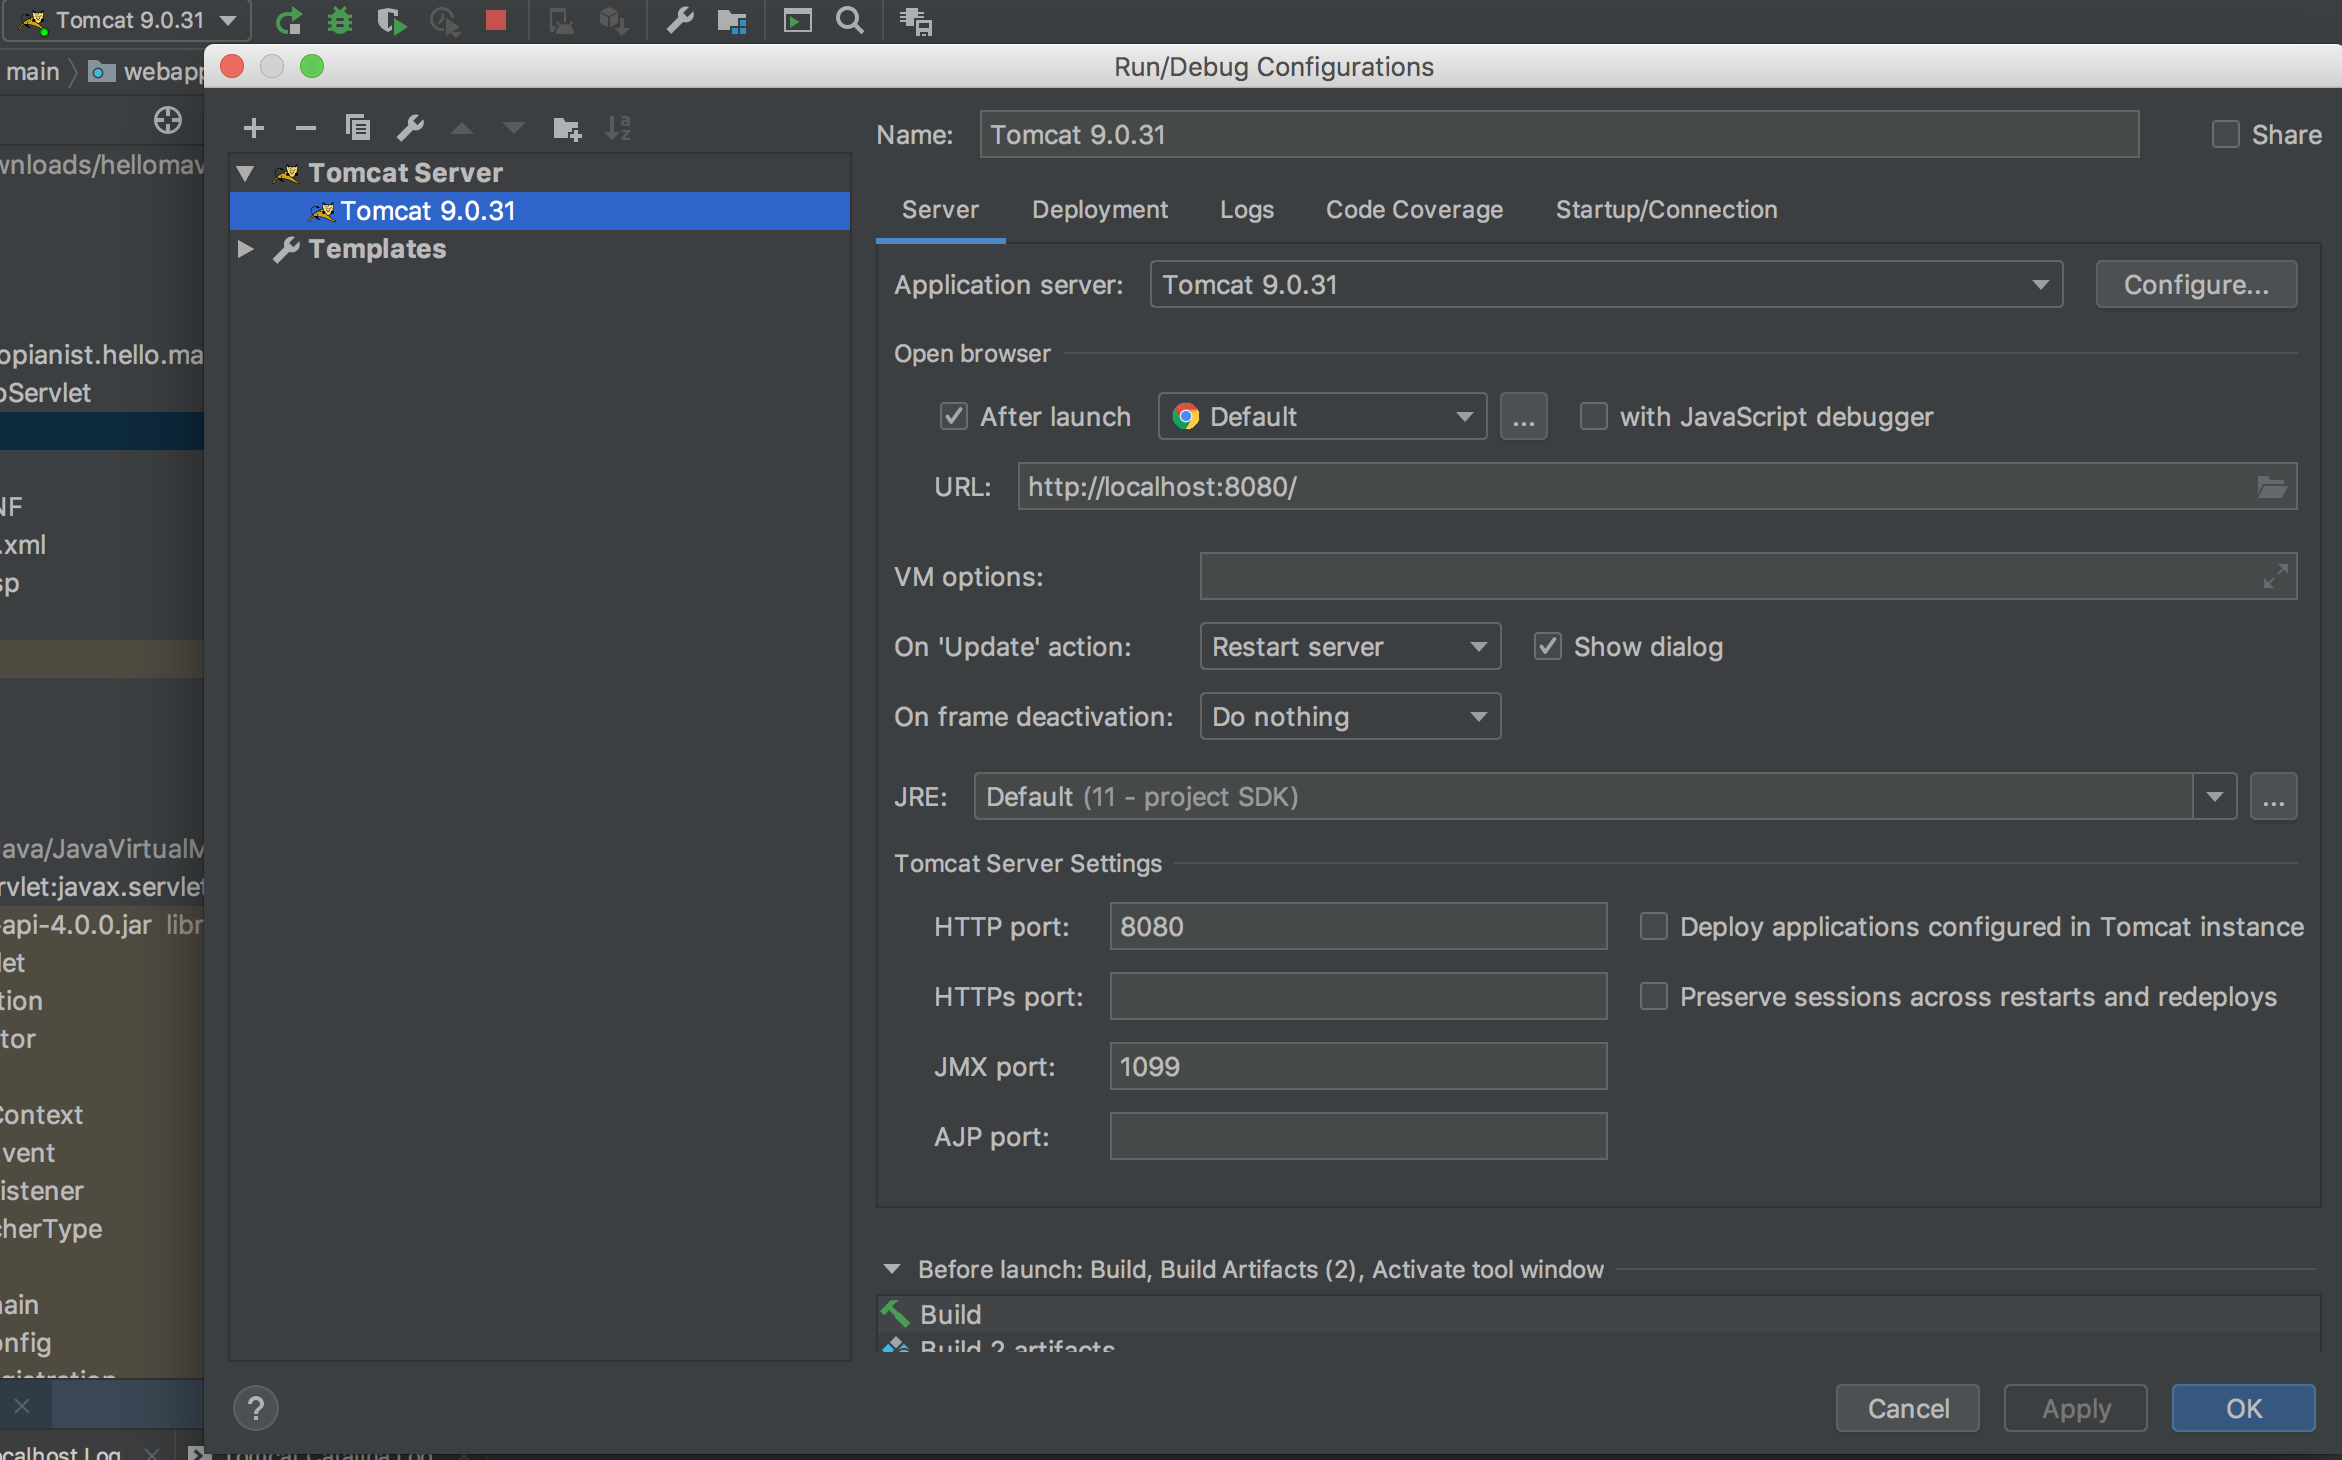 Tomcat 9.0.31
main
webapp
Run/Debug Configurations
Name: Tomcat 9.0.31
Share
wnloads/hellomav
Tomcat Server
Tomcat 9.0.31
Templates
Server Deployment Logs Code Coverage Startup/Connection
Application server: Tomcat 9.0.31 Configure...
Open browser
opianist.hello.ma
oServlet
After launch Default ... with JavaScript debugger
URL: http://localhost:8080/
NF
.xml
sp
VM options:
On 'Update' action: Restart server Show dialog
On frame deactivation: Do nothing
JRE: Default (11 - project SDK) ...
ava/JavaVirtualM
rvlet:javax.servlet
-api-4.0.0.jar libr
let
tion
tor
Context
vent
istener
cherType
ain
onfig
gistration
Tomcat Server Settings
HTTP port: 8080 Deploy applications configured in Tomcat instance
HTTPs port: Preserve sessions across restarts and redeploys
JMX port: 1099
AJP port:
Before launch: Build, Build Artifacts (2), Activate tool window
Build
Build 2 artifacts
?
Cancel Apply OK
calhost Log
Tomcat Catalina Log